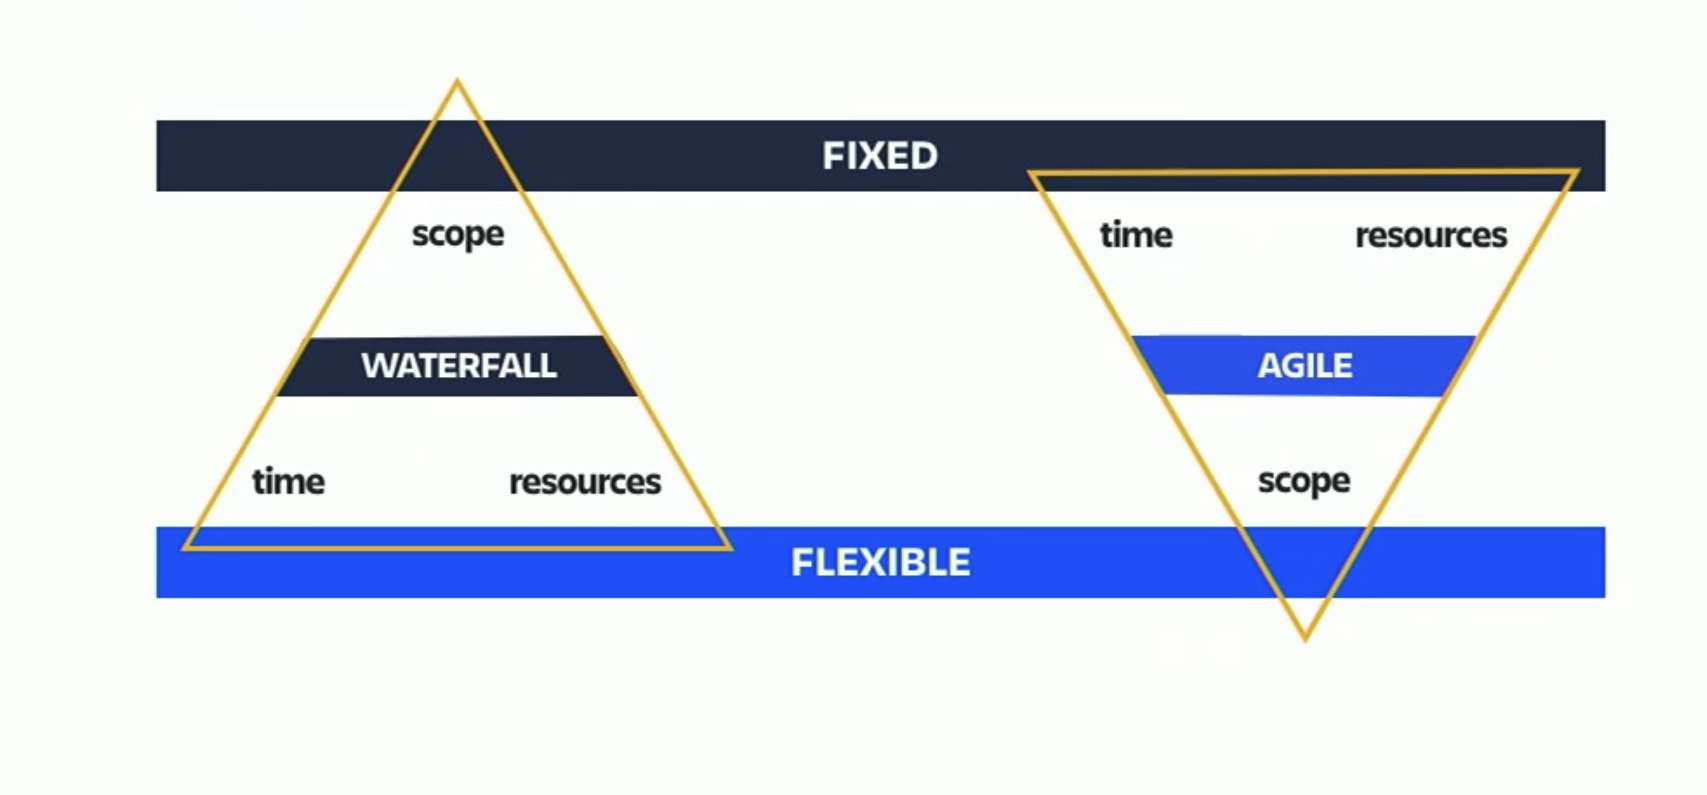 FIXED
scope
time
resources
WATERFALL
AGILE
time
resources
scope
FLEXIBLE